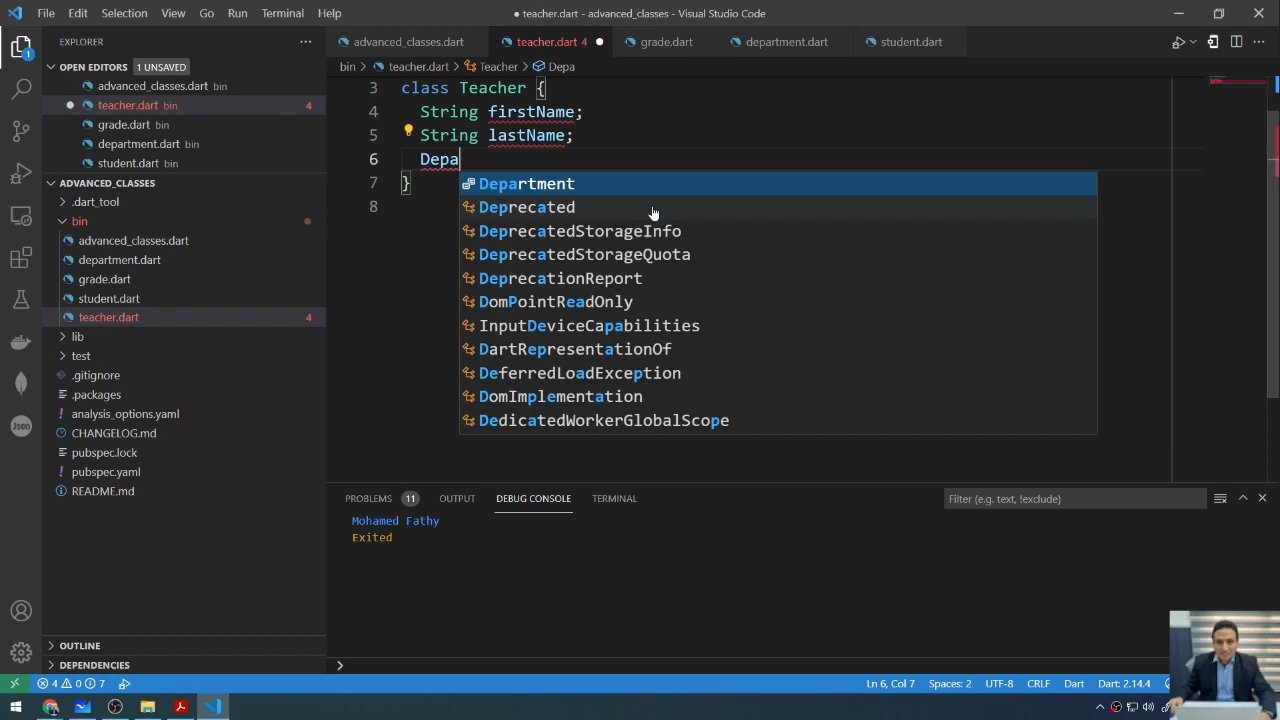 File Edit Selection View Go Run Terminal Help
● teacher.dart - advanced_classes - Visual Studio Code
EXPLORER
OPEN EDITORS 1 UNSAVED
advanced_classes.dart bin
teacher.dart bin 4
grade.dart bin
department.dart bin
student.dart bin
ADVANCED_CLASSES
.dart_tool
bin
advanced_classes.dart
department.dart
grade.dart
student.dart
teacher.dart 4
lib
test
.gitignore
.packages
analysis_options.yaml
CHANGELOG.md
pubspec.lock
pubspec.yaml
README.md
OUTLINE
DEPENDENCIES
1
advanced_classes.dart teacher.dart 4 grade.dart department.dart student.dart
bin > teacher.dart > Teacher > Depa
3 class Teacher {
4 String firstName;
5 String lastName;
6 Depa
7 }
8
Department
Deprecated
DeprecatedStorageInfo
DeprecatedStorageQuota
DeprecationReport
DomPointReadOnly
InputDeviceCapabilities
DartRepresentationOf
DeferredLoadException
DomImplementation
DedicatedWorkerGlobalScope
PROBLEMS 11 OUTPUT DEBUG CONSOLE TERMINAL Filter (e.g. text, !exclude)
Mohamed Fathy
Exited
Json
4 0 7 Ln 6, Col 7 Spaces: 2 UTF-8 CRLF Dart Dart: 2.14.4